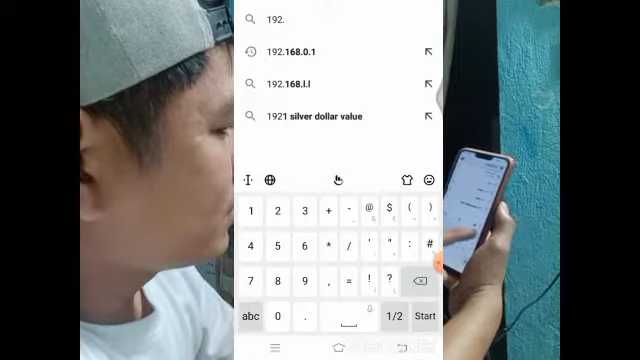 192.
192.168.0.1
192.168.l.l
1921 silver dollar value
1 2 3 + - @ $ ( )
4 5 6 * / ' " : #
7 8 9 , = ! ?
abc 0 . 1/2 Start